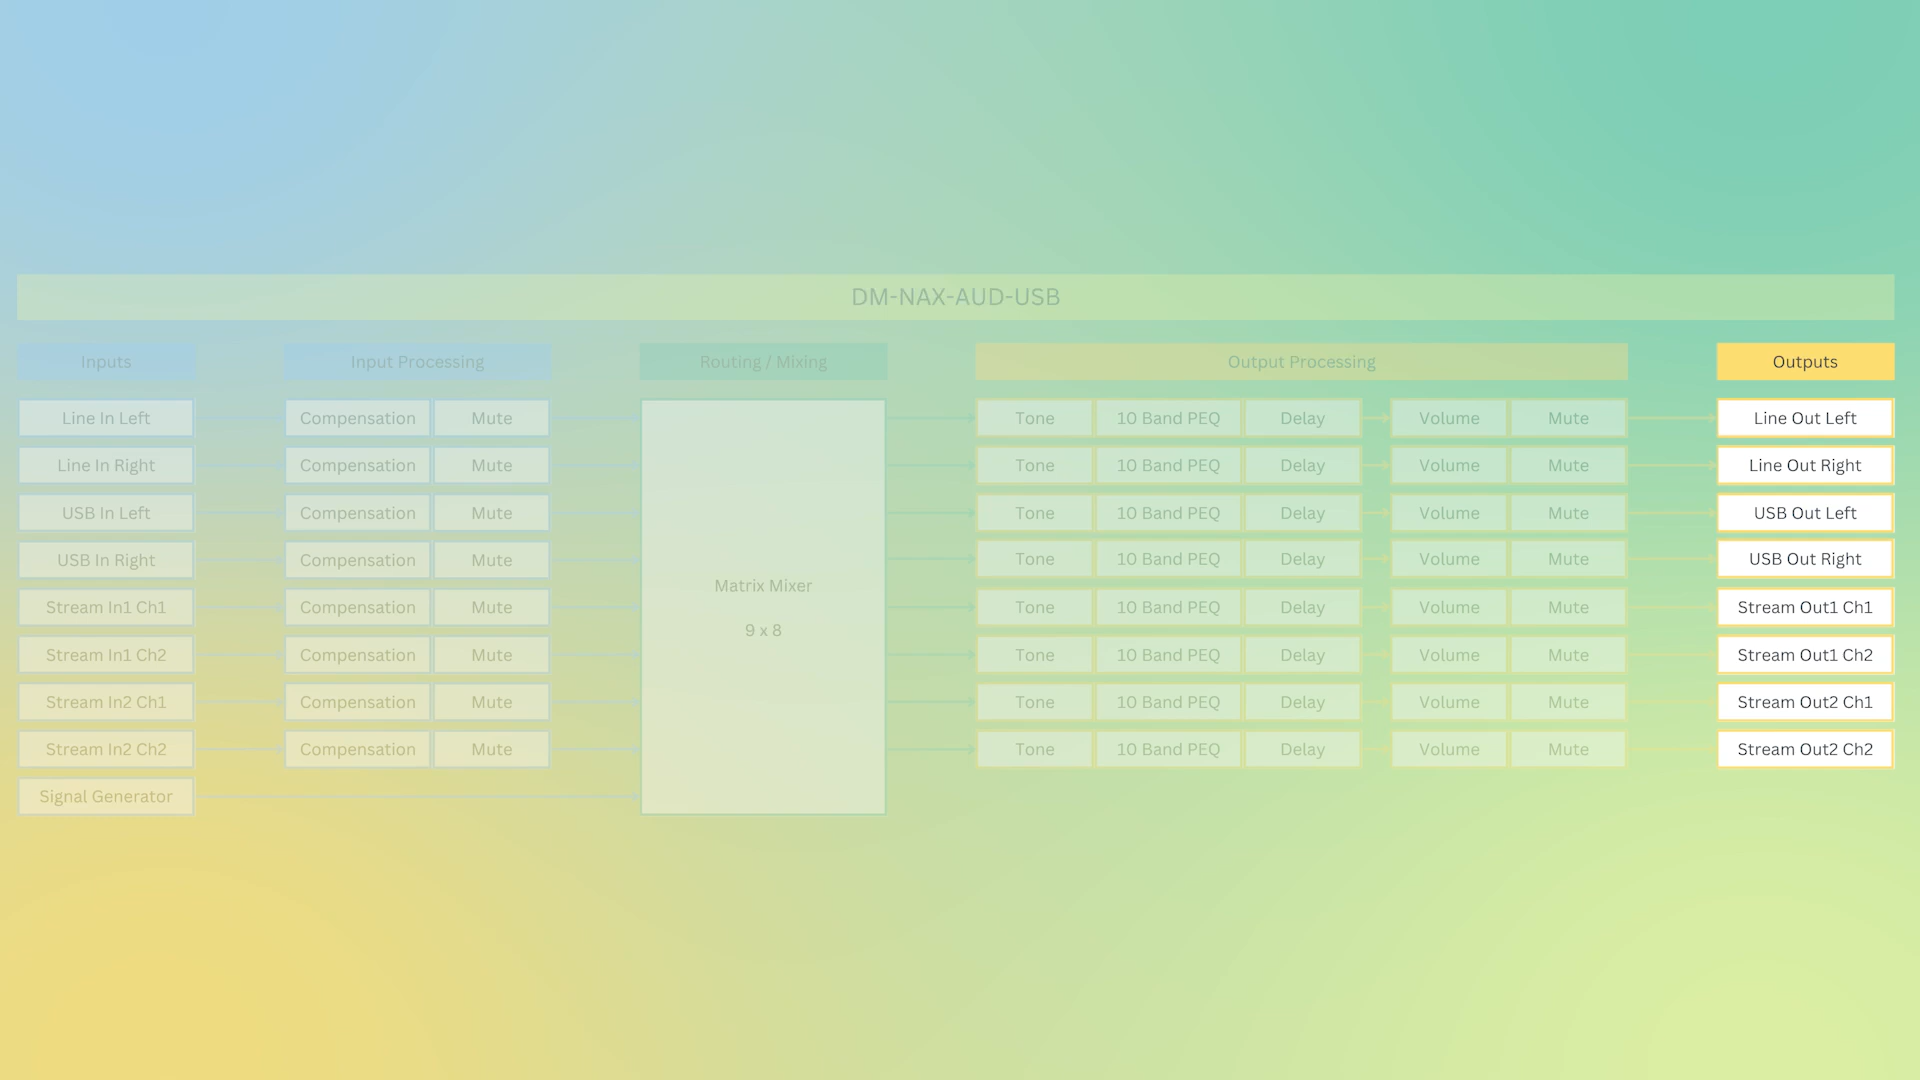 DM-NAX-AUD-USB
Inputs Input Processing Routing / Mixing Output Processing Outputs
Line In Left Compensation Mute Tone 10 Band PEQ Delay Volume Mute Line Out Left
Line In Right Compensation Mute Tone 10 Band PEQ Delay Volume Mute Line Out Right
USB In Left Compensation Mute Tone 10 Band PEQ Delay Volume Mute USB Out Left
USB In Right Compensation Mute Tone 10 Band PEQ Delay Volume Mute USB Out Right
Matrix Mixer
Stream In1 Ch1 Compensation Mute Tone 10 Band PEQ Delay Volume Mute Stream Out1 Ch1
9 x 8
Stream In1 Ch2 Compensation Mute Tone 10 Band PEQ Delay Volume Mute Stream Out1 Ch2
Stream In2 Ch1 Compensation Mute Tone 10 Band PEQ Delay Volume Mute Stream Out2 Ch1
Stream In2 Ch2 Compensation Mute Tone 10 Band PEQ Delay Volume Mute Stream Out2 Ch2
Signal Generator